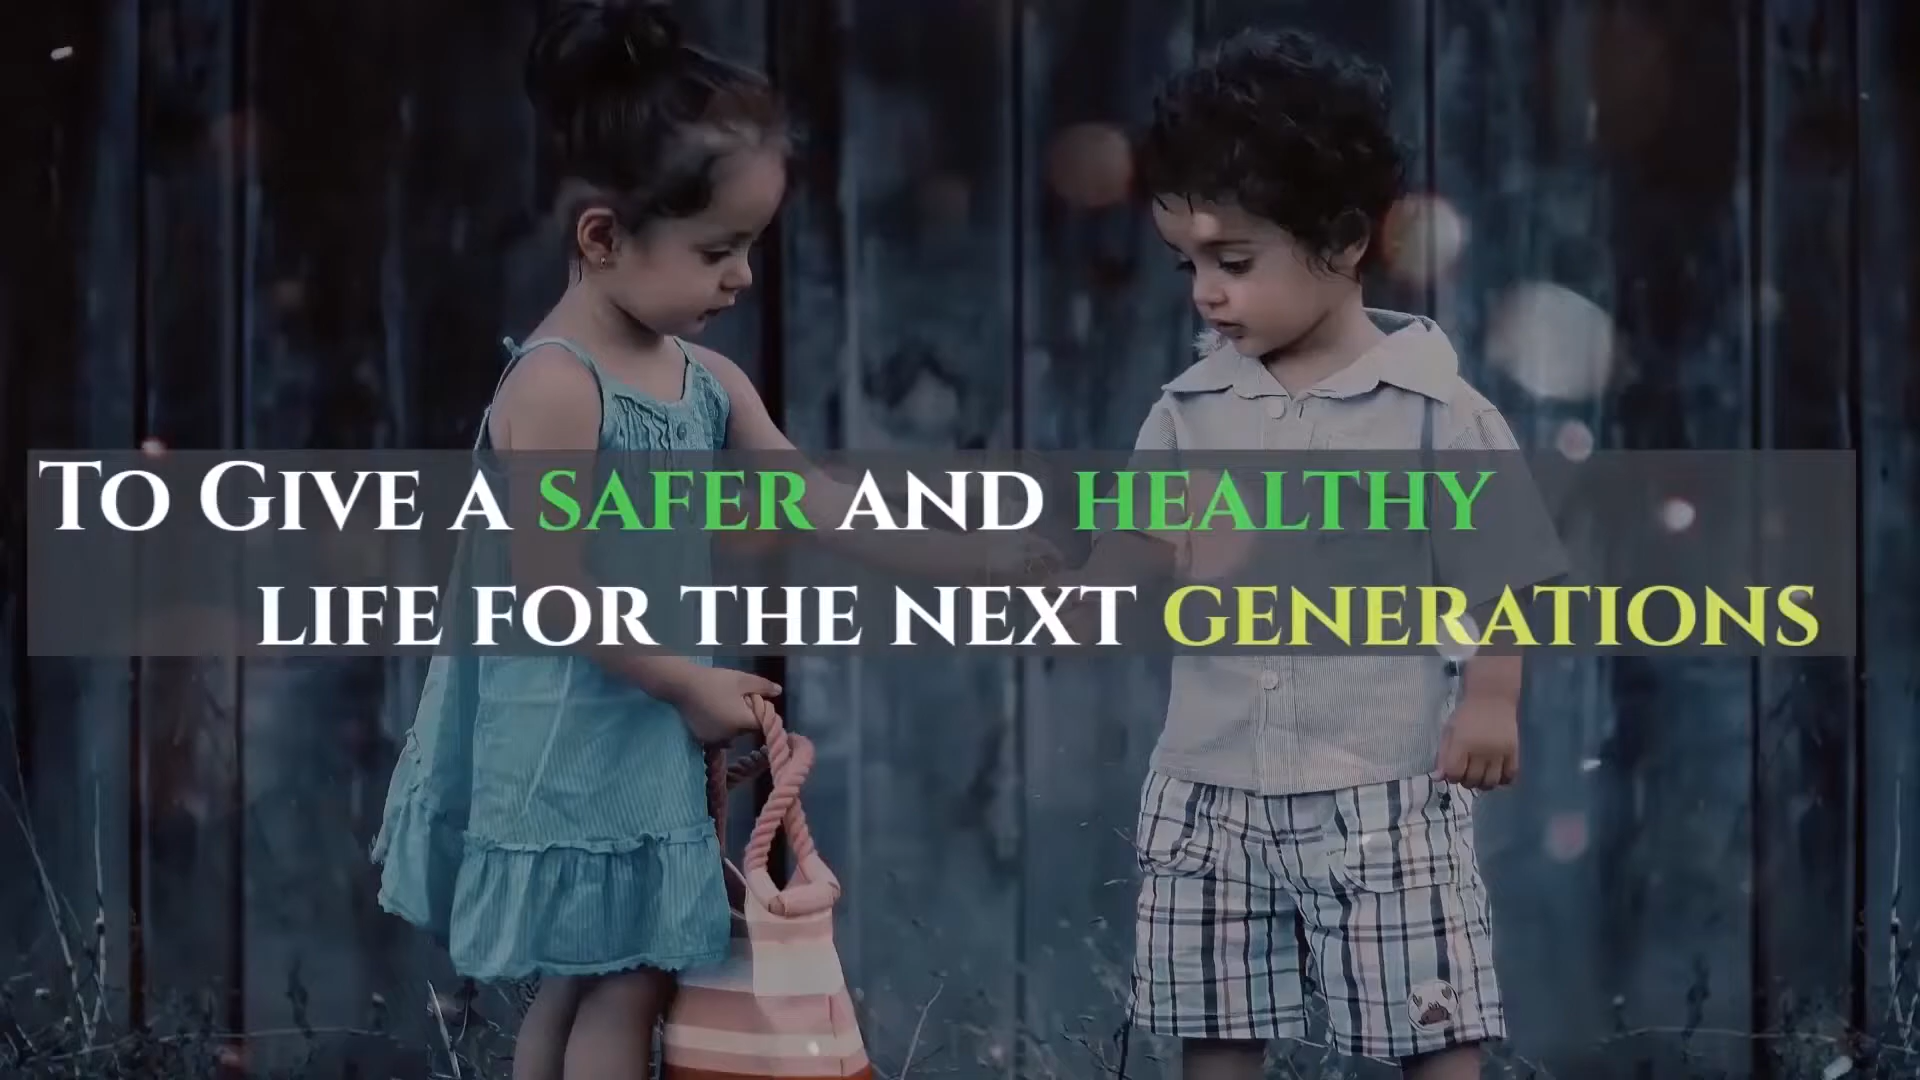 To Give a safer and healthy
life for the next generations